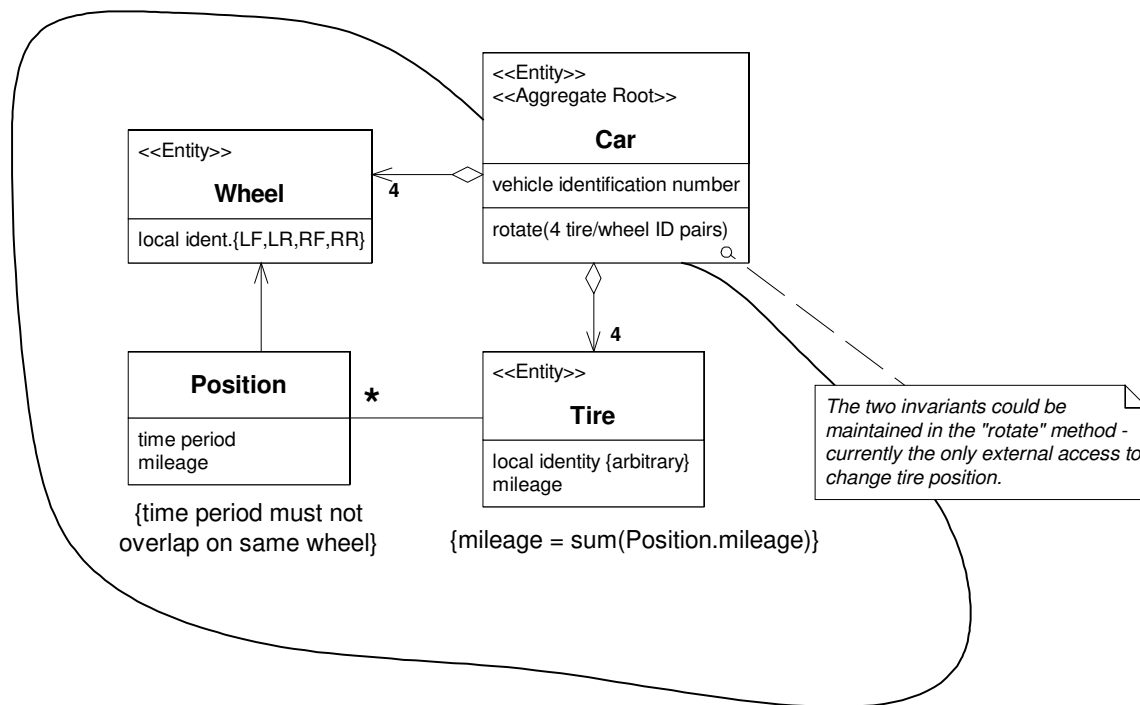 <<Entity>>
<<Aggregate Root>>
Car
vehicle identification number
rotate(4 tire/wheel ID pairs)
<<Entity>>
Wheel
local ident.{LF,LR,RF,RR}
4
4
Position
time period
mileage
*
<<Entity>>
Tire
local identity {arbitrary}
mileage
{time period must not
overlap on same wheel}
{mileage = sum(Position.mileage)}
The two invariants could be
maintained in the "rotate" method -
currently the only external access to
change tire position.